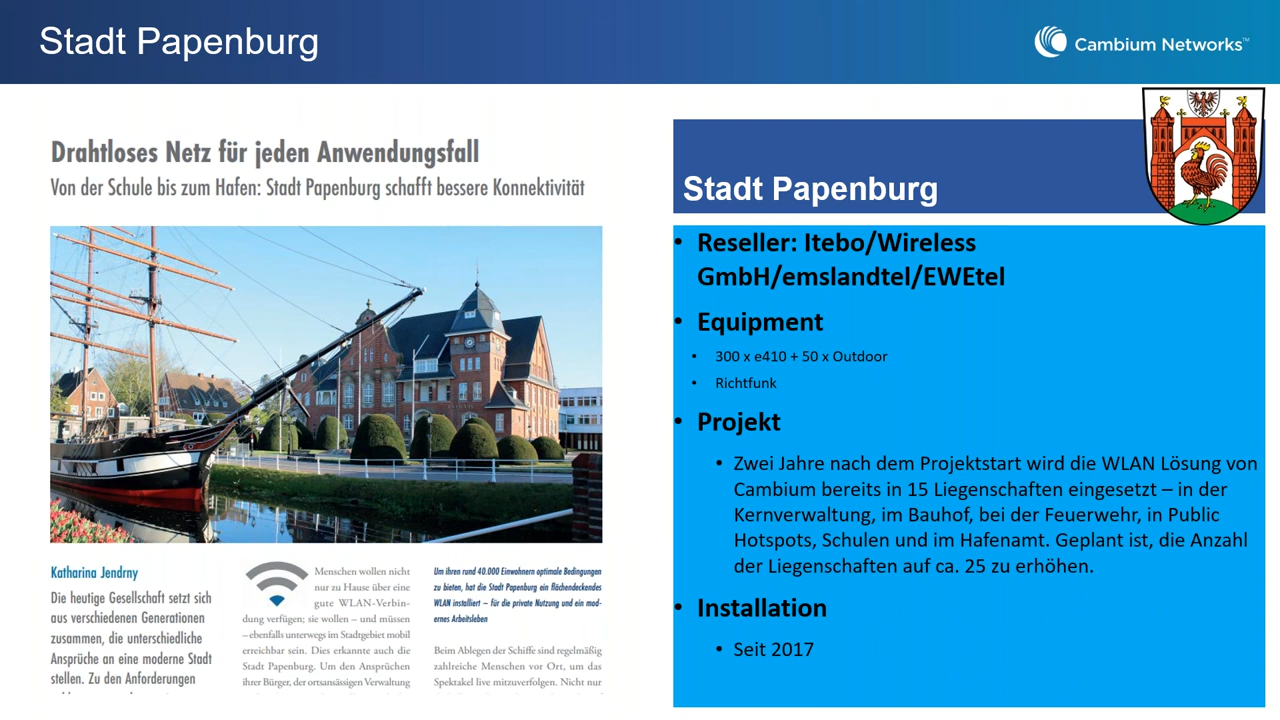 Stadt Papenburg
Cambium Networks™
Drahtloses Netz für jeden Anwendungsfall
Von der Schule bis zum Hafen: Stadt Papenburg schafft bessere Konnektivität
Katharina Jendrny
Die heutige Gesellschaft setzt sich
aus verschiedenen Generationen
zusammen, die unterschiedliche
Ansprüche an eine moderne Stadt
stellen. Zu den Anforderungen
Menschen wollen nicht
nur zu Hause über eine
gute WLAN-Verbin-
dung verfügen; sie wollen – und müssen
– ebenfalls unterwegs im Stadtgebiet mobil
erreichbar sein. Dies erkannte auch die
Stadt Papenburg. Um den Ansprüchen
ihrer Bürger, der ortsansässigen Verwaltung
Um ihren rund 40.000 Einwohnern optimale Bedingungen
zu bieten, hat die Stadt Papenburg ein flächendeckendes
WLAN installiert – für die private Nutzung und ein mod-
ernes Arbeitsleben
Beim Ablegen der Schiffe sind regelmäßig
zahlreiche Menschen vor Ort, um das
Spektakel live mitzuverfolgen. Nicht nur
Stadt Papenburg
• Reseller: Itebo/Wireless
GmbH/emslandtel/EWEtel
• Equipment
• 300 x e410 + 50 x Outdoor
• Richtfunk
• Projekt
• Zwei Jahre nach dem Projektstart wird die WLAN Lösung von
Cambium bereits in 15 Liegenschaften eingesetzt – in der
Kernverwaltung, im Bauhof, bei der Feuerwehr, in Public
Hotspots, Schulen und im Hafenamt. Geplant ist, die Anzahl
der Liegenschaften auf ca. 25 zu erhöhen.
• Installation
• Seit 2017